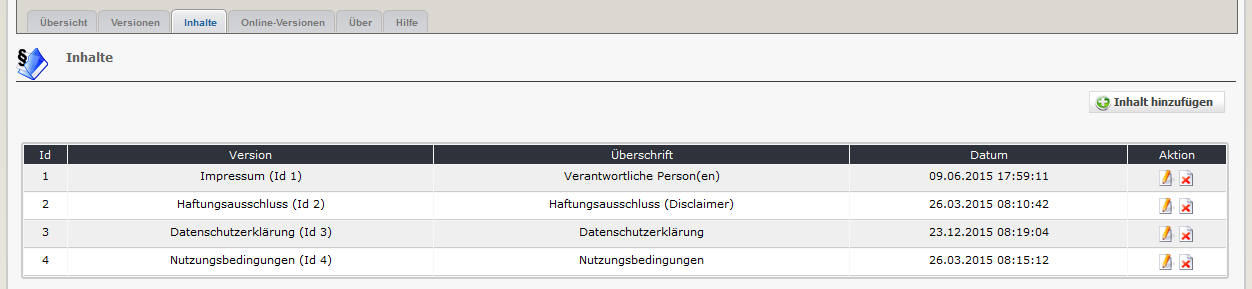 Übersicht Versionen Inhalte Online-Versionen Über Hilfe
§ Inhalte
Inhalt hinzufügen
Id Version Überschrift Datum Aktion
1 Impressum (Id 1) Verantwortliche Person(en) 09.06.2015 17:59:11
2 Haftungsausschluss (Id 2) Haftungsausschluss (Disclaimer) 26.03.2015 08:10:42
3 Datenschutzerklärung (Id 3) Datenschutzerklärung 23.12.2015 08:19:04
4 Nutzungsbedingungen (Id 4) Nutzungsbedingungen 26.03.2015 08:15:12